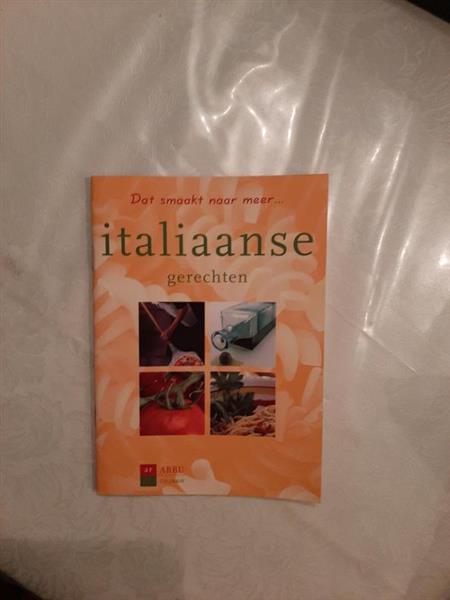 Dat smaakt naar meer...
italiaanse
gerechten
ABBU